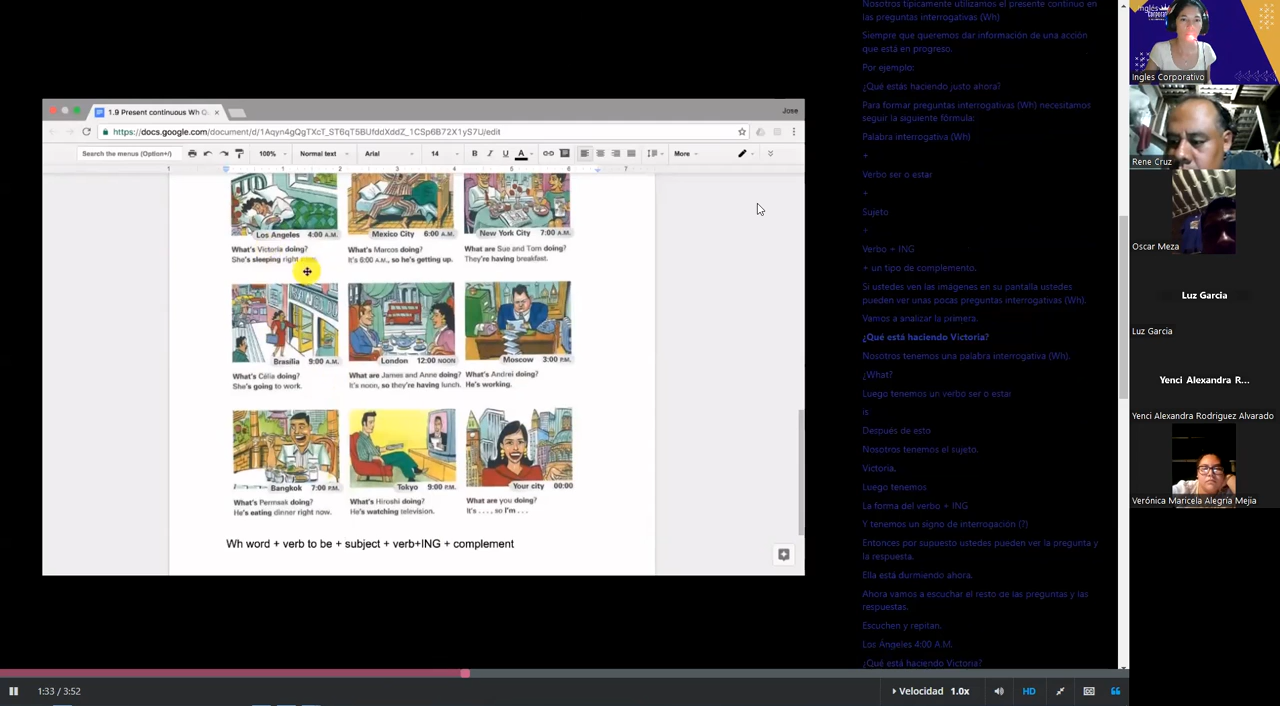 1.9 Present continuous Wh Q
Jose
https://docs.google.com/document/d/1Aqyn4gQgTXcT_ST6qT5BUfddXddZ_1CSp6B72X1yS7U/edit
Search the menus (Option+/)
100%
Normal text
Arial
14
More
Los Angeles 4:00 A.M.
Mexico City 6:00 A.M.
New York City 7:00 A.M.
What's Victoria doing?
She's sleeping right
What's Marcos doing?
It's 6:00 A.M., so he's getting up.
What are Sue and Tom doing?
They're having breakfast.
Brasília 9:00 A.M.
London 12:00 NOON
Moscow 3:00 P.M.
What's Célia doing?
She's going to work.
What are James and Anne doing?
It's noon, so they're having lunch.
What's Andrei doing?
He's working.
Bangkok 7:00 P.M.
Tokyo 9:00 P.M.
Your city 00:00
What's Permsak doing?
He's eating dinner right now.
What's Hiroshi doing?
He's watching television.
What are you doing?
It's . . . , so I'm . . .
Wh word + verb to be + subject + verb+ING + complement
Nosotros típicamente utilizamos el presente continuo en
las preguntas interrogativas (Wh)
Siempre que queremos dar información de una acción
que está en progreso.
Por ejemplo:
¿Qué estás haciendo justo ahora?
Para formar preguntas interrogativas (Wh) necesitamos
seguir la siguiente fórmula:
Palabra interrogativa (Wh)
+
Verbo ser o estar
+
Sujeto
+
Verbo + ING
+ un tipo de complemento.
Si ustedes ven las imágenes en su pantalla ustedes
pueden ver unas pocas preguntas interrogativas (Wh).
Vamos a analizar la primera.
¿Qué está haciendo Victoria?
Nosotros tenemos una palabra interrogativa (Wh).
¿What?
Luego tenemos un verbo ser o estar
is
Después de esto
Nosotros tenemos el sujeto.
Victoria,
Luego tenemos
La forma del verbo + ING
Y tenemos un signo de interrogación (?)
Entonces por supuesto ustedes pueden ver la pregunta y
la respuesta.
Ella está durmiendo ahora.
Ahora vamos a escuchar el resto de las preguntas y las
respuestas.
Escuchen y repitan.
Los Ángeles 4:00 A.M.
¿Qué está haciendo Victoria?
1:33 / 3:52
Velocidad 1.0x
HD
Ingles Corporativo
Rene Cruz
Oscar Meza
Luz Garcia
Luz García
Yenci Alexandra R...
Yenci Alexandra Rodriguez Alvarado
Verónica Maricela Alegría Mejia